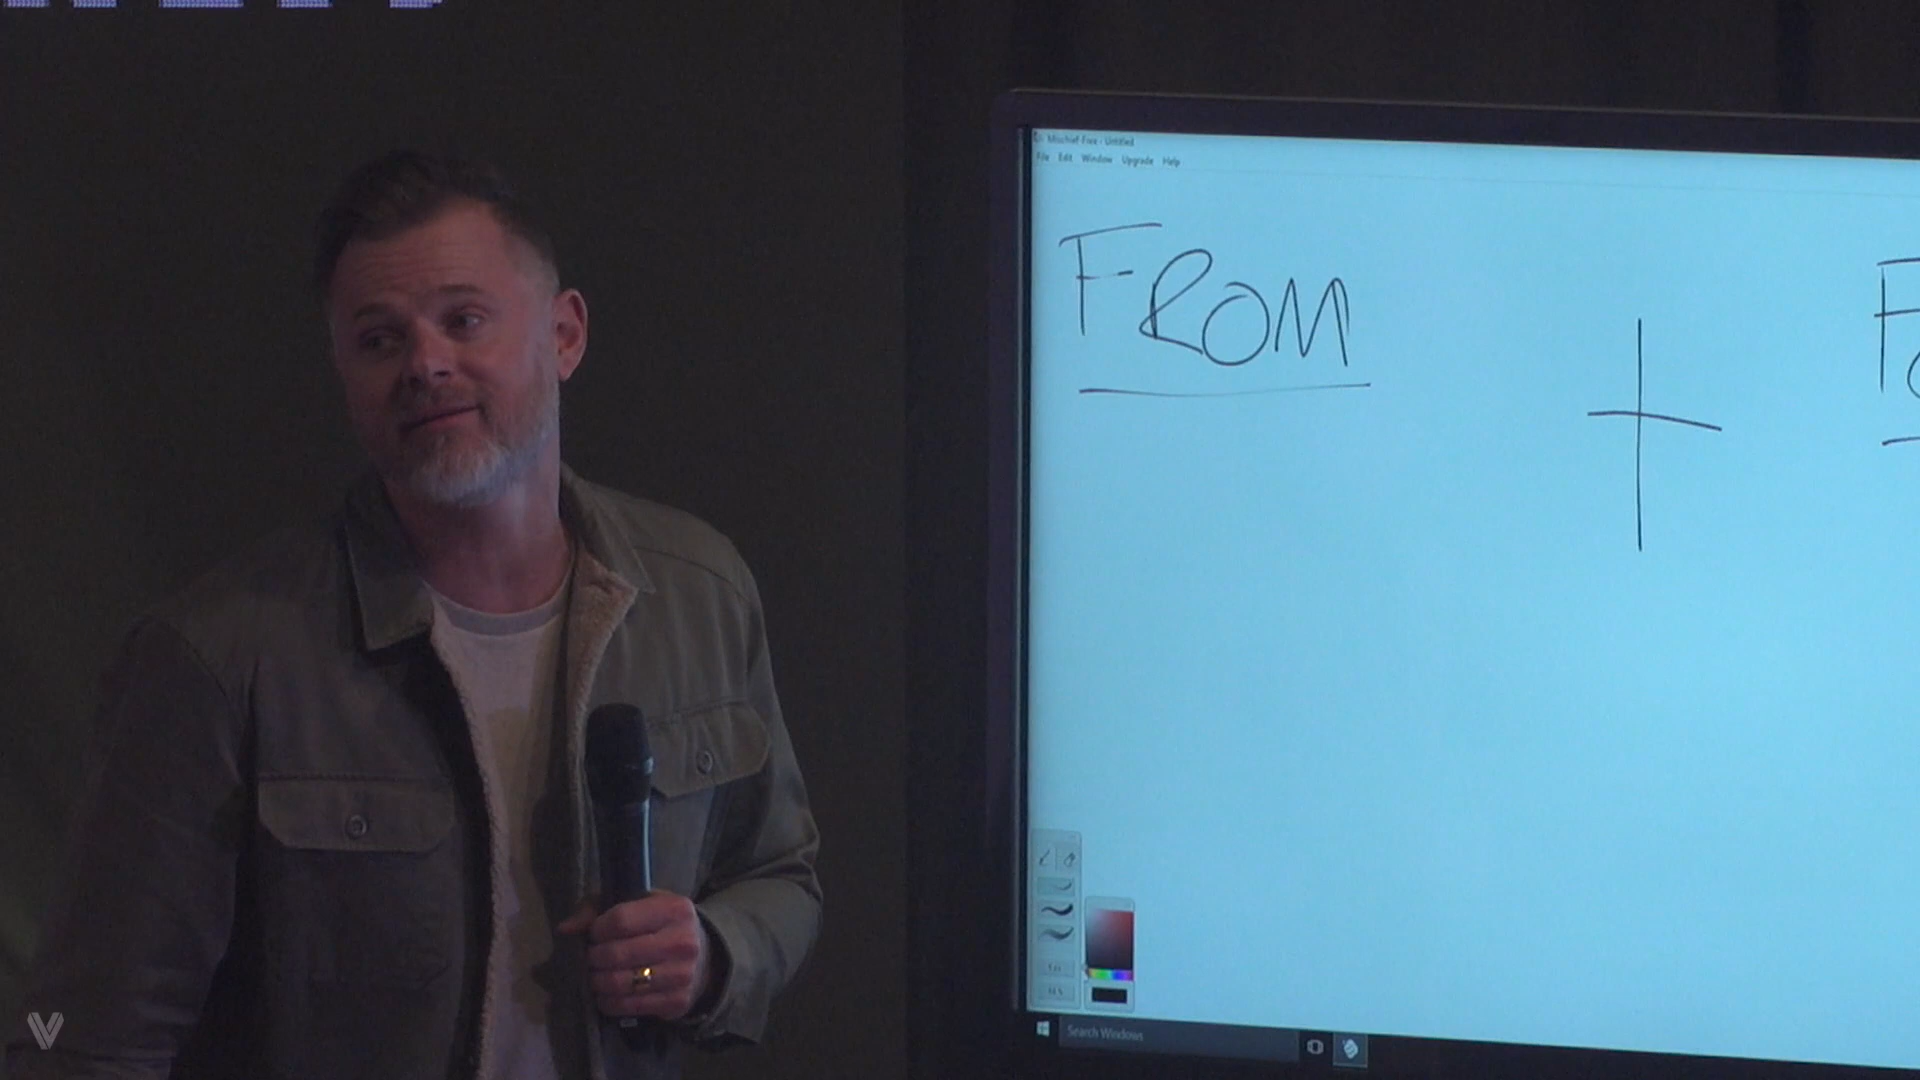 Mischief Free - Untitled
File Edit Window Upgrade Help
FROM
Search Windows